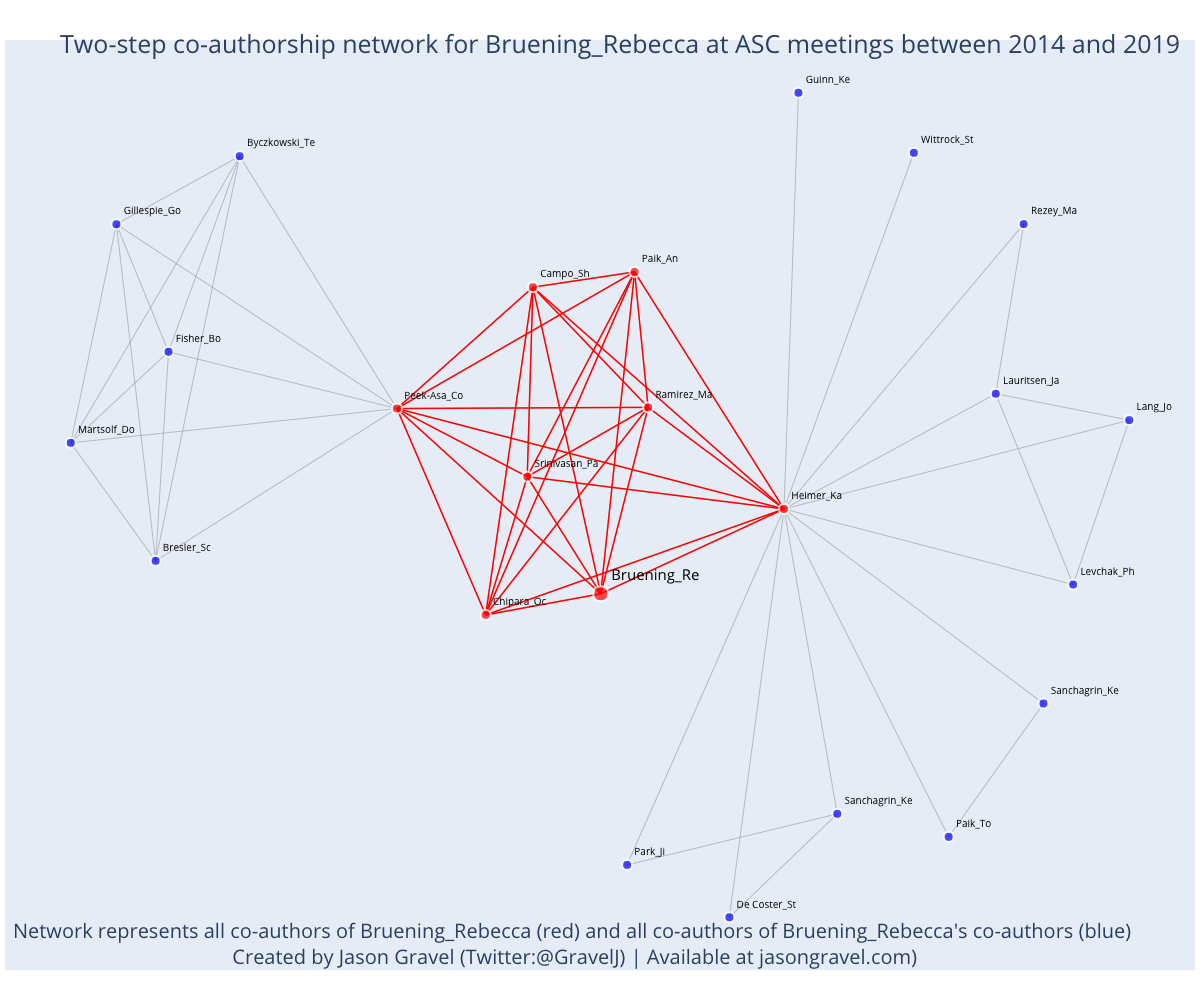 Two-step co-authorship network for Bruening_Rebecca at ASC meetings between 2014 and 2019
Guinn_Ke
Wittrock_St
Byczkowski_Te
Gillespie_Go
Rezey_Ma
Paik_An
Campo_Sh
Fisher_Bo
Lauritsen_Ja
Peek-Asa_Co
Ramirez_Ma
Lang_Jo
Martsolf_Do
Srinivasan_Pa
Heimer_Ka
Bresler_Sc
Bruening_Re
Levchak_Ph
Chipara_Oc
Sanchagrin_Ke
Sanchagrin_Ke
Paik_To
Park_Ji
De Coster_St
Network represents all co-authors of Bruening_Rebecca (red) and all co-authors of Bruening_Rebecca's co-authors (blue)
Created by Jason Gravel (Twitter:@GravelJ) | Available at jasongravel.com)